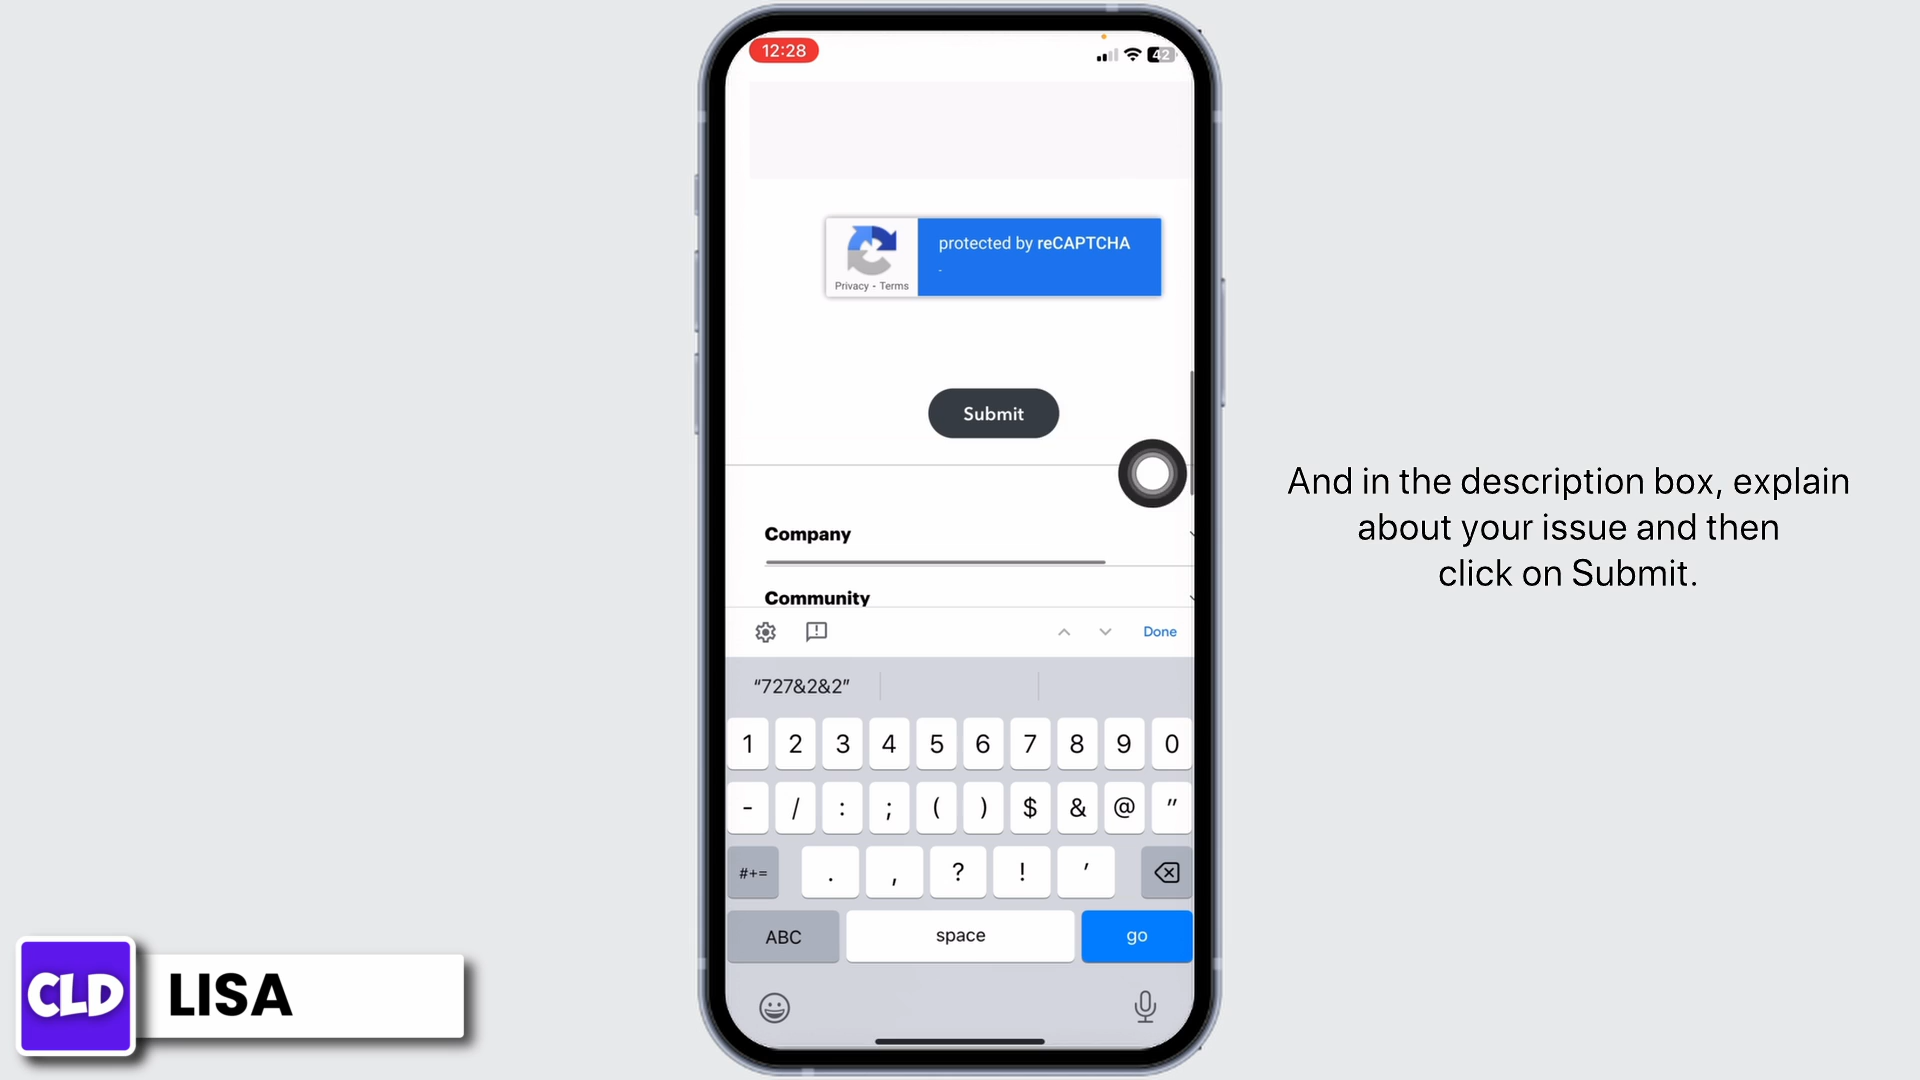 12:28
42
protected by reCAPTCHA
-
Privacy - Terms
Submit
Company
Community
Done
“727&2&2”
1 2 3 4 5 6 7 8 9 0
- / : ; ( ) $ & @ "
#+= . , ? ! ’
ABC space go
And in the description box, explain
about your issue and then
click on Submit.
CLD LISA